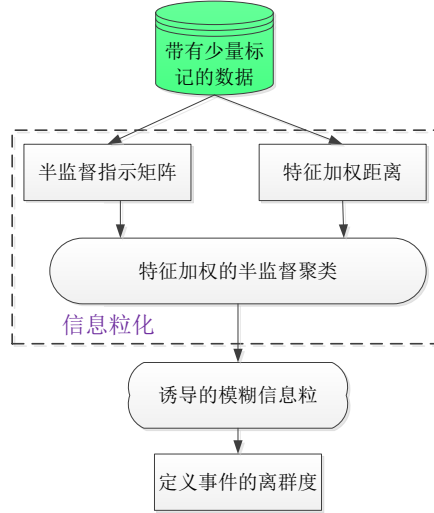 带有少量标
记的数据
半监督指示矩阵
特征加权距离
特征加权的半监督聚类
信息粒化
诱导的模糊信息粒
定义事件的离群度